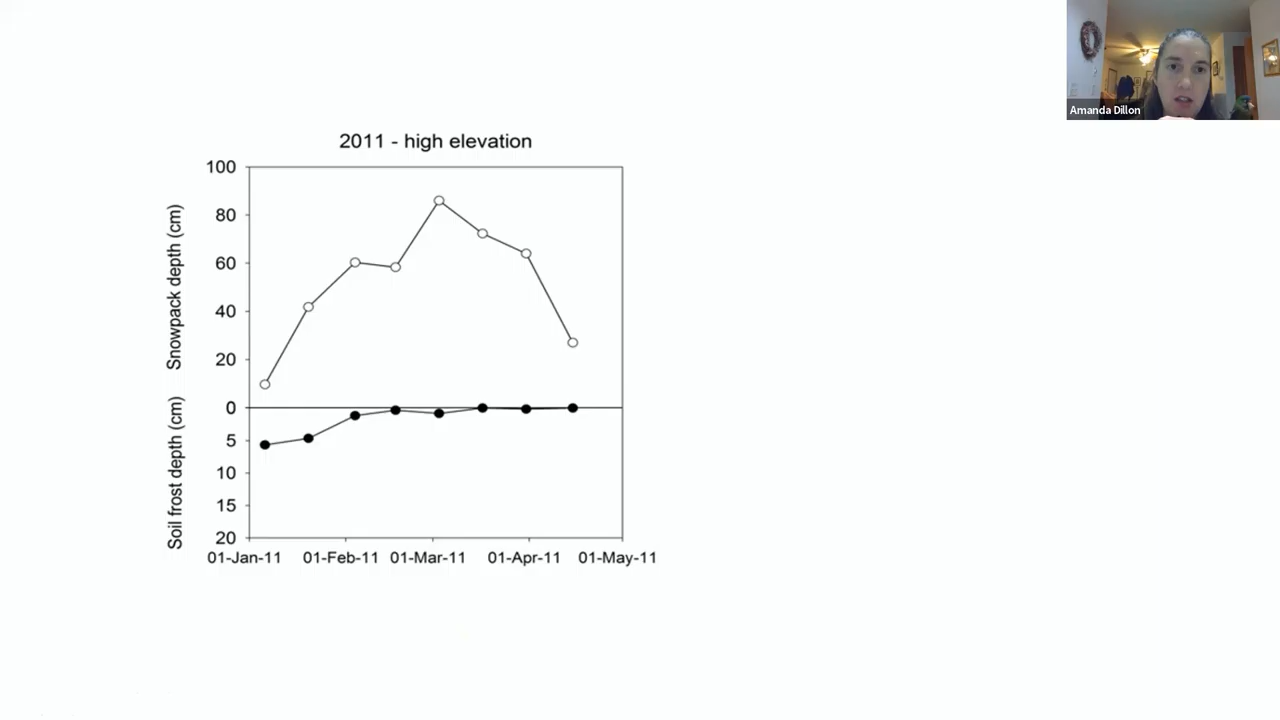 Amanda Dillon
2011 - high elevation
Snowpack depth (cm)
100
80
60
40
20
0
Soil frost depth (cm)
5
10
15
20
01-Jan-11 01-Feb-11 01-Mar-11 01-Apr-11 01-May-11